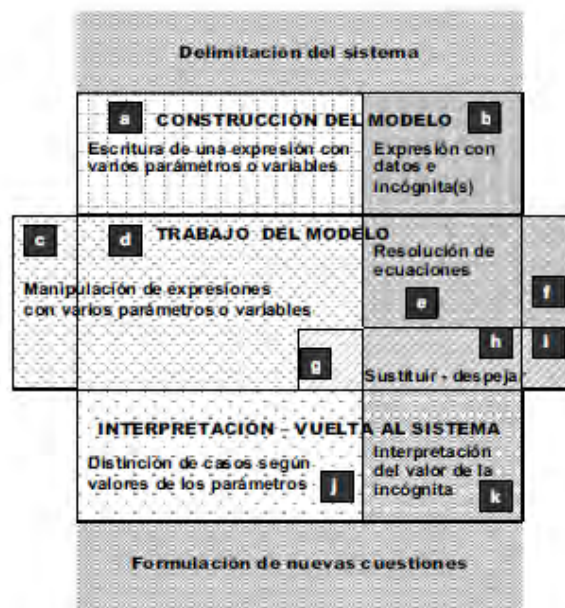 Delimitación del sistema
a CONSTRUCCIÓN DEL MODELO b
Escritura de una expresión con
varios parámetros o variables
Expresión con
datos e
incógnita(s)
c d TRABAJO DEL MODELO
Resolución de
ecuaciones
Manipulación de expresiones
con varios parámetros o variables
e
f
g
h
i
Sustituir - despejar
INTERPRETACIÓN - VUELTA AL SISTEMA
Distinción de casos según
valores de los parámetros
j
Interpretación
del valor de la
incógnita
k
Formulación de nuevas cuestiones